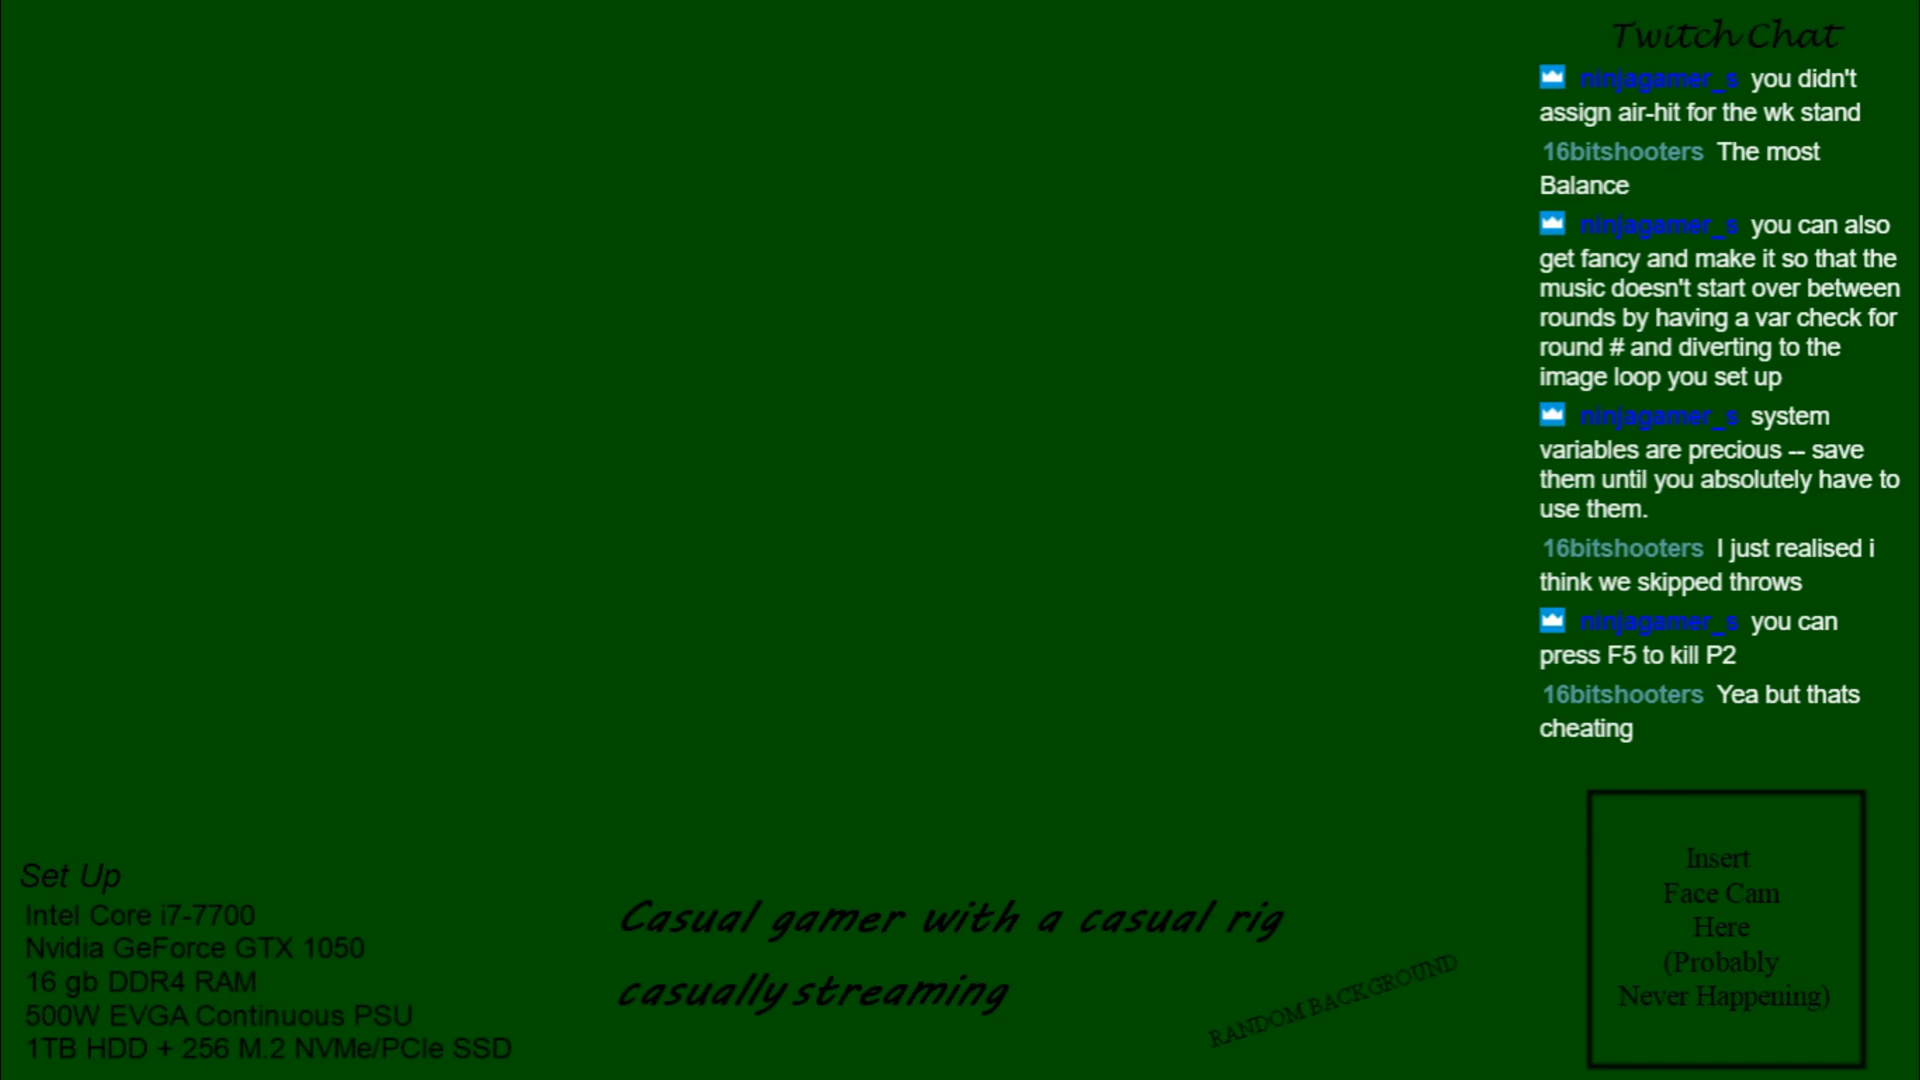 Twitch Chat
ninjagamer_s you didn't
assign air-hit for the wk stand
16bitshooters The most
Balance
ninjagamer_s you can also
get fancy and make it so that the
music doesn't start over between
rounds by having a var check for
round # and diverting to the
image loop you set up
ninjagamer_s system
variables are precious -- save
them until you absolutely have to
use them.
16bitshooters I just realised i
think we skipped throws
ninjagamer_s you can
press F5 to kill P2
16bitshooters Yea but thats
cheating
Set Up
Intel Core i7-7700
Nvidia GeForce GTX 1050
16 gb DDR4 RAM
500W EVGA Continuous PSU
1TB HDD + 256 M.2 NVMe/PCIe SSD
Casual gamer with a casual rig
casually streaming
RANDOM BACKGROUND
Insert
Face Cam
Here
(Probably
Never Happening)